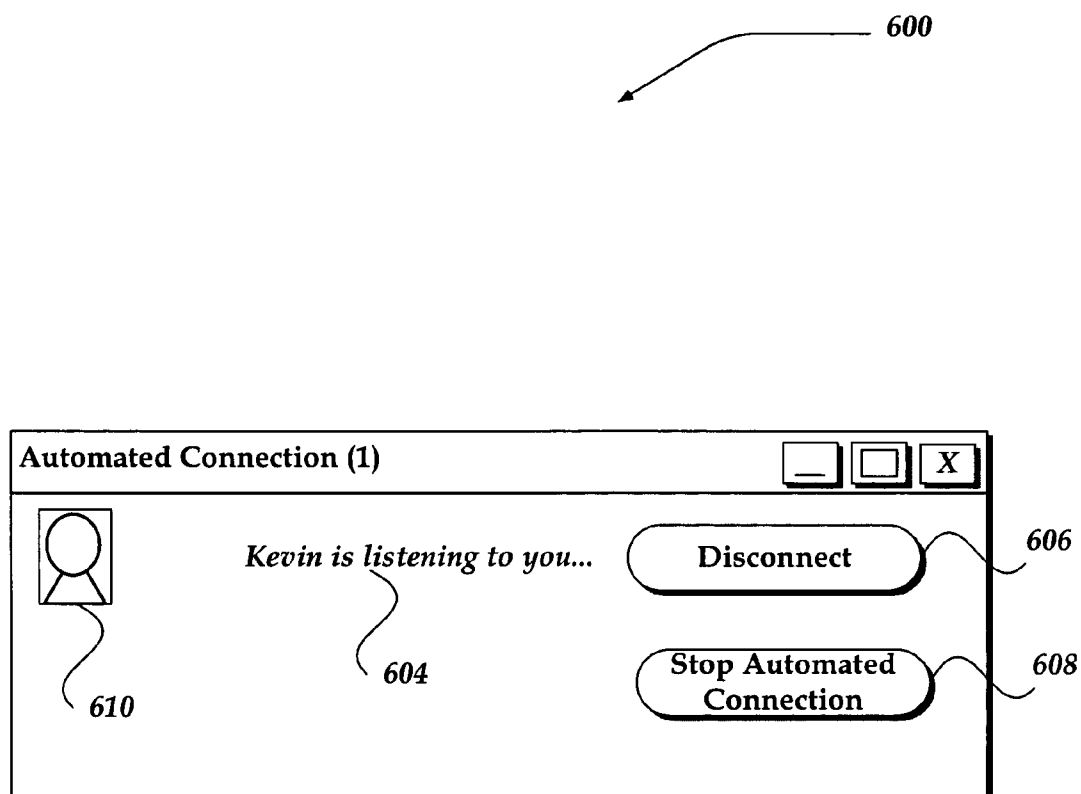 600
Automated Connection (1)
X
Kevin is listening to you...
Disconnect
606
604
Stop Automated
Connection
608
610